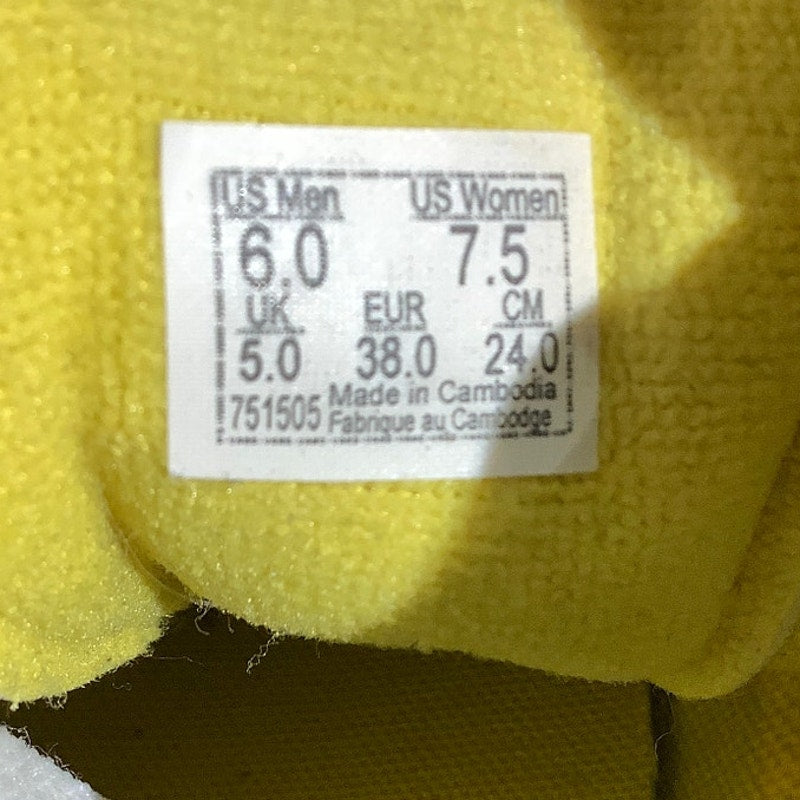 US Men US Women
6.0 7.5
UK EUR CM
5.0 38.0 24.0
751505 Made in Cambodia
Fabrique au Cambodge